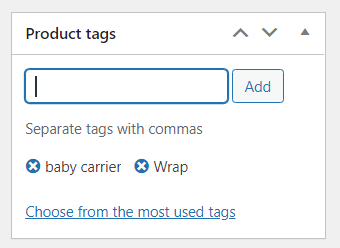 Product tags
Add
Separate tags with commas
baby carrier Wrap
Choose from the most used tags